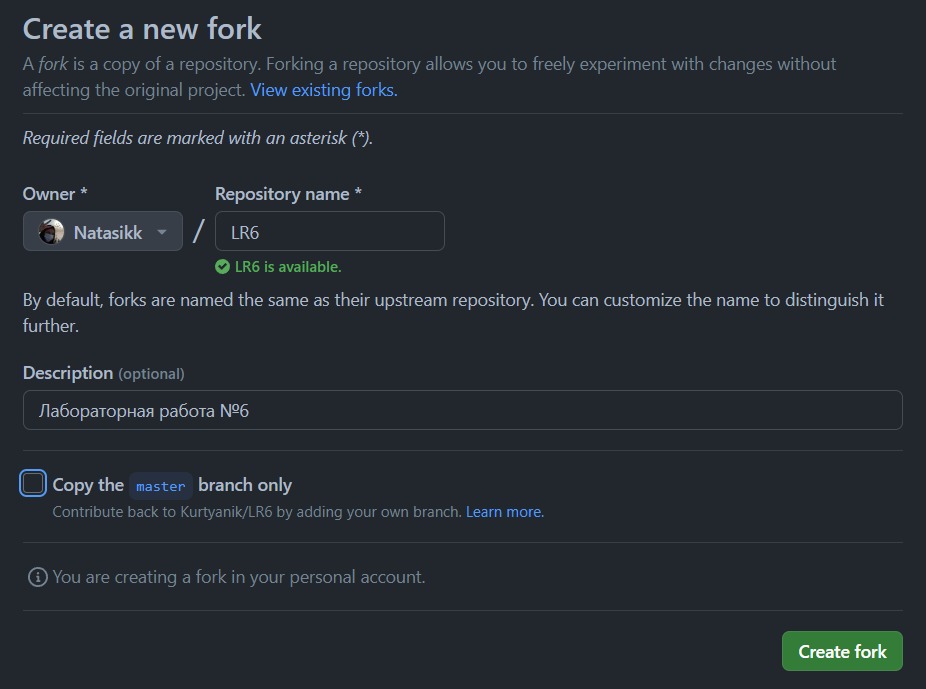 Create a new fork
A fork is a copy of a repository. Forking a repository allows you to freely experiment with changes without
affecting the original project. View existing forks.
Required fields are marked with an asterisk (*).
Owner * Repository name *
Natasikk / LR6
LR6 is available.
By default, forks are named the same as their upstream repository. You can customize the name to distinguish it
further.
Description (optional)
Лабораторная работа №6
Copy the master branch only
Contribute back to Kurtyanik/LR6 by adding your own branch. Learn more.
You are creating a fork in your personal account.
Create fork